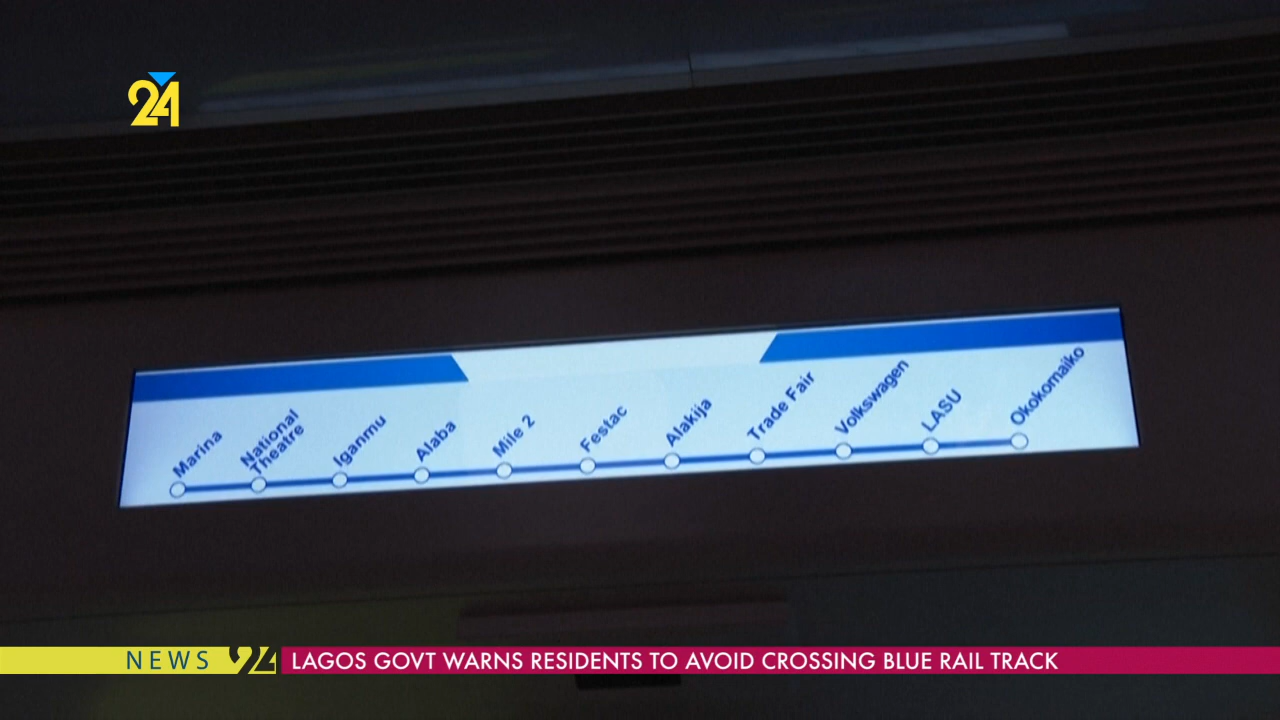 24
Marina
National
Theatre
Iganmu
Alaba
Mile 2
Festac
Alakija
Trade Fair
Volkswagen
LASU
Okokomaiko
NEWS 24 LAGOS GOVT WARNS RESIDENTS TO AVOID CROSSING BLUE RAIL TRACK